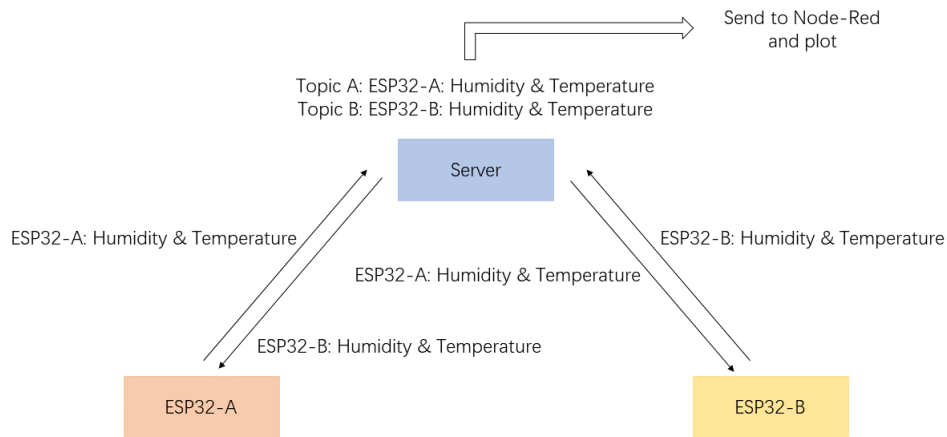 Send to Node-Red
and plot
Topic A: ESP32-A: Humidity & Temperature
Topic B: ESP32-B: Humidity & Temperature
Server
ESP32-A: Humidity & Temperature
ESP32-B: Humidity & Temperature
ESP32-A: Humidity & Temperature
ESP32-B: Humidity & Temperature
ESP32-A
ESP32-B